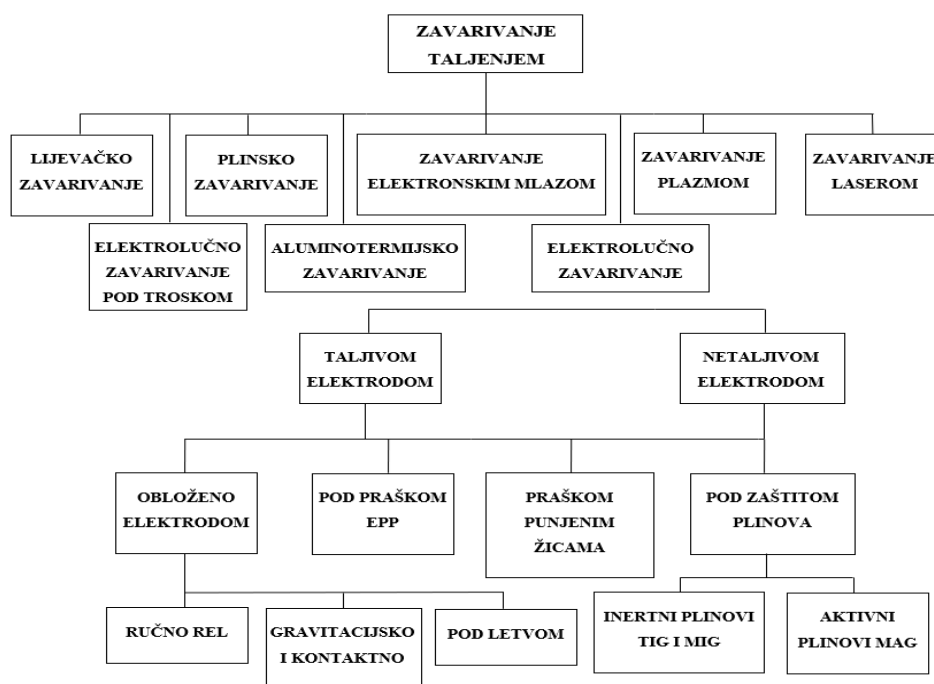 ZAVARIVANJE
TALJENJEM
LIJEVAČKO
ZAVARIVANJE
PLINSKO
ZAVARIVANJE
ZAVARIVANJE
ELEKTRONSKIM MLAZOM
ZAVARIVANJE
PLAZMOM
ZAVARIVANJE
LASEROM
ELEKTROLUČNO
ZAVARIVANJE
POD TROSKOM
ALUMINOTERMIJSKO
ZAVARIVANJE
ELEKTROLUČNO
ZAVARIVANJE
TALJIVOM
ELEKTRODOM
NETALJIVOM
ELEKTRODOM
OBLOŽENO
ELEKTRODOM
POD PRAŠKOM
EPP
PRAŠKOM
PUNJENIM
ŽICAMA
POD ZAŠTITOM
PLINOVA
RUČNO REL
GRAVITACIJSKO
I KONTAKTNO
POD LETVOM
INERTNI PLINOVI
TIG I MIG
AKTIVNI
PLINOVI MAG